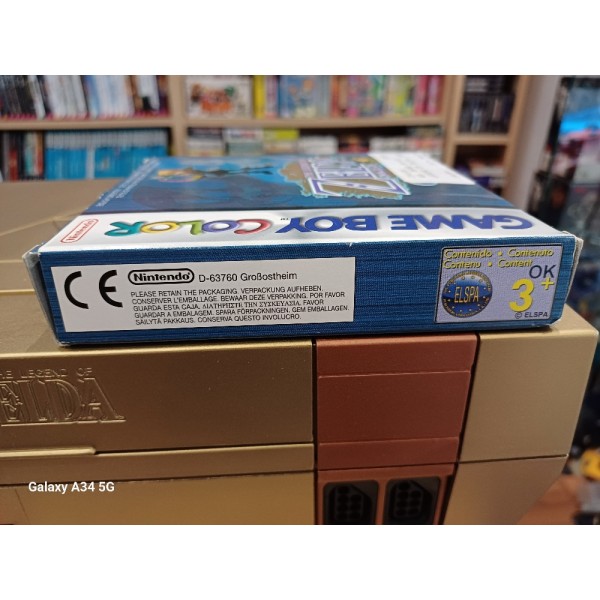 GAME BOY COLOR
Nintendo
CE Nintendo D-63760 Großostheim
PLEASE RETAIN THE PACKAGING. VERPACKUNG AUFHEBEN.
CONSERVER L'EMBALLAGE. BEWAAR DEZE VERPAKKING. POR FAVOR
GUARDA ESTA CAJA. ΔΙΑΤΗΡΗΣΤΕ ΤΗΝ ΣΥΣΚΕΥΑΣΙΑ. FAVOR
GUARDAR A EMBALAGEM. SPARA FÖRPACKNINGEN. GEM EMBALLAGEN.
SÄILYTÄ PAKKAUS. CONSERVA QUESTO INVOLUCRO.
Contenido • Contenuto
Contenu • Content
ELSPA
OK
3+
© ELSPA
THE LEGEND OF
ZELDA
Galaxy A34 5G